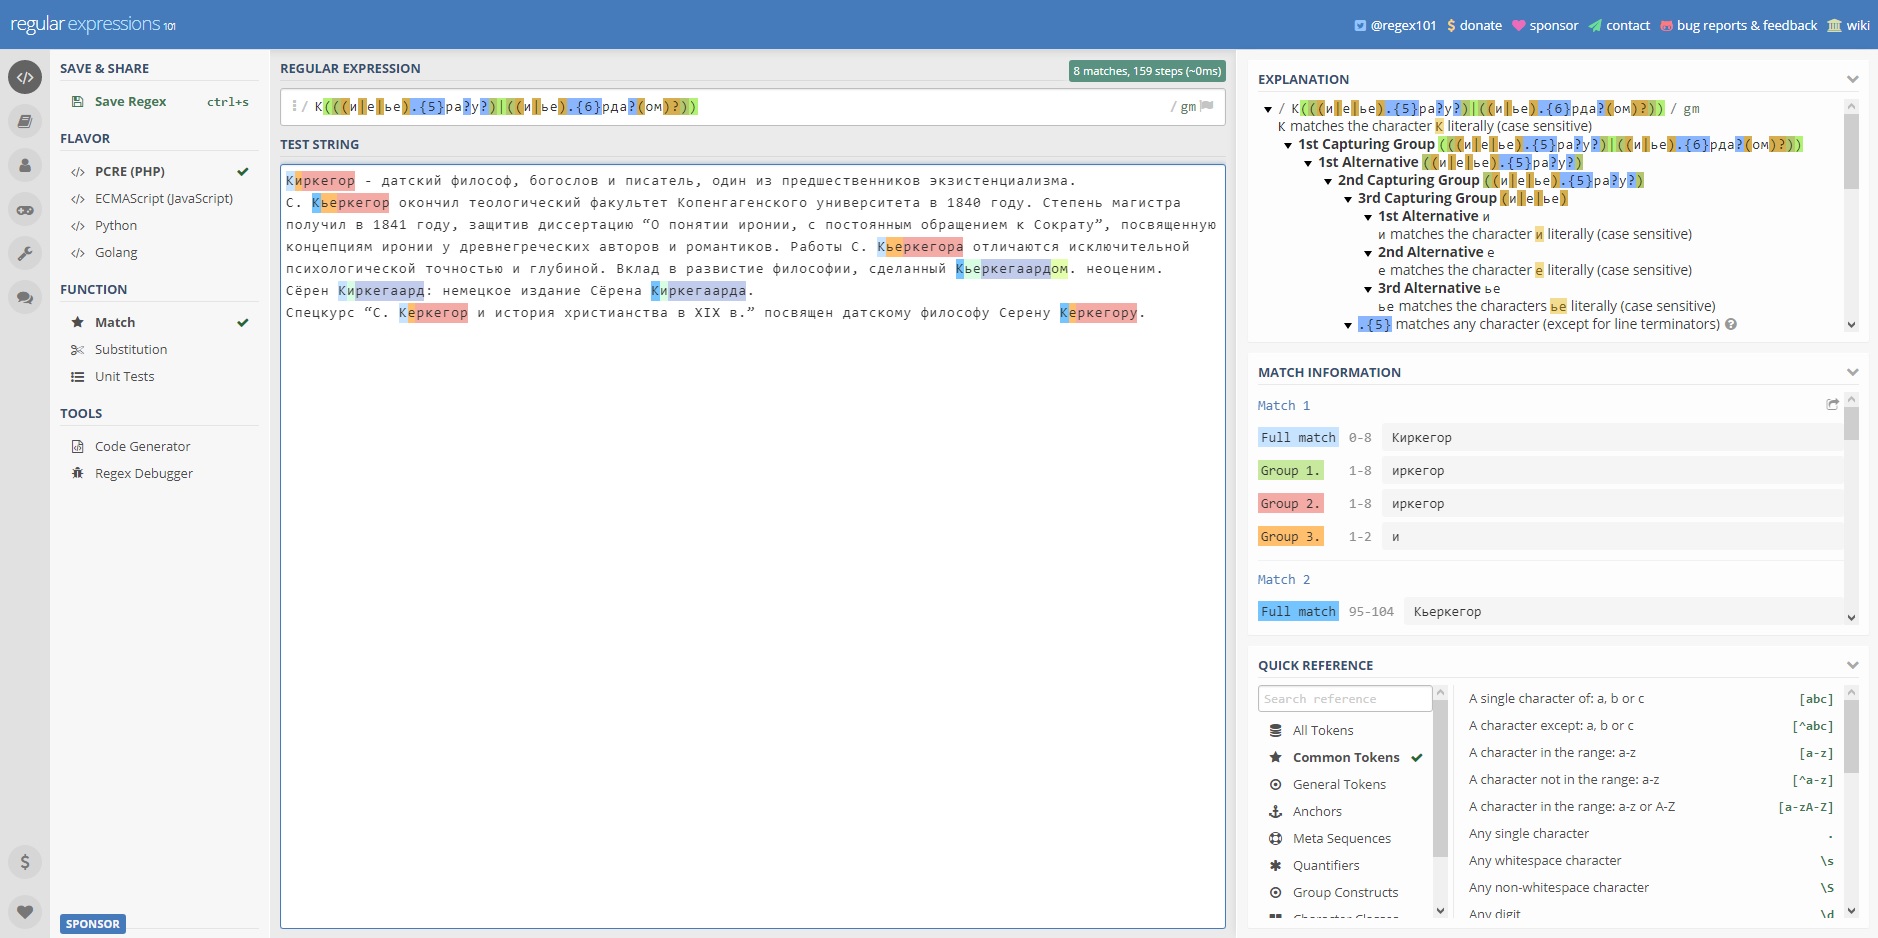 regular expressions 101
@regex101 donate sponsor contact bug reports & feedback wiki
SAVE & SHARE
Save Regex ctrl+s
FLAVOR
PCRE (PHP)
ECMAScript (JavaScript)
Python
Golang
FUNCTION
Match
Substitution
Unit Tests
TOOLS
Code Generator
Regex Debugger
SPONSOR
REGULAR EXPRESSION
8 matches, 159 steps (~0ms)
/ К(((и|е|ье).{5}ра?у?)|((и|ье).{6}рда?(ом)?)) / gm
TEST STRING
Киркегор - датский философ, богослов и писатель, один из предшественников экзистенциализма.
С. Кьеркегор окончил теологический факультет Копенгагенского университета в 1840 году. Степень магистра
получил в 1841 году, защитив диссертацию “О понятии иронии, с постоянным обращением к Сократу”, посвященную
концепциям иронии у древнегреческих авторов и романтиков. Работы С. Кьеркегора отличаются исключительной
психологической точностью и глубиной. Вклад в развистие философии, сделанный Кьеркегаардом. неоценим.
Сёрен Киркегаард: немецкое издание Сёрена Киркегаарда.
Спецкурс “С. Керкегор и история христианства в XIX в.” посвящен датскому философу Серену Керкегору.
EXPLANATION
/ К(((и|е|ье).{5}ра?у?)|((и|ье).{6}рда?(ом)?)) / gm
К matches the character К literally (case sensitive)
1st Capturing Group (((и|е|ье).{5}ра?у?)|((и|ье).{6}рда?(ом)?))
1st Alternative ((и|е|ье).{5}ра?у?)
2nd Capturing Group ((и|е|ье).{5}ра?у?)
3rd Capturing Group (и|е|ье)
1st Alternative и
и matches the character и literally (case sensitive)
2nd Alternative е
е matches the character е literally (case sensitive)
3rd Alternative ье
ье matches the characters ье literally (case sensitive)
.{5} matches any character (except for line terminators)
MATCH INFORMATION
Match 1
Full match 0-8 Киркегор
Group 1. 1-8 иркегор
Group 2. 1-8 иркегор
Group 3. 1-2 и
Match 2
Full match 95-104 Кьеркегор
QUICK REFERENCE
Search reference
All Tokens
Common Tokens
General Tokens
Anchors
Meta Sequences
Quantifiers
Group Constructs
Character Classes
A single character of: a, b or c [abc]
A character except: a, b or c [^abc]
A character in the range: a-z [a-z]
A character not in the range: a-z [^a-z]
A character in the range: a-z or A-Z [a-zA-Z]
Any single character .
Any whitespace character \s
Any non-whitespace character \S
Any digit \d